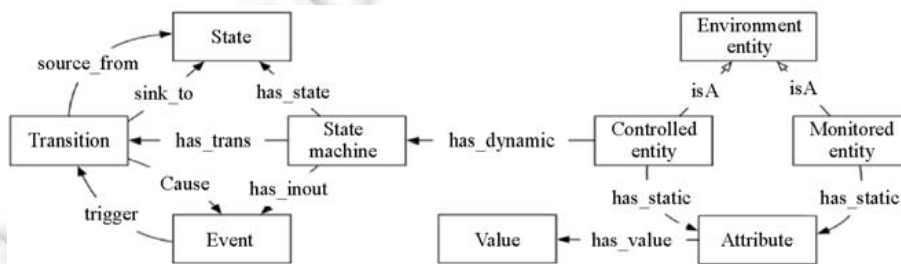 State
Environment
entity
source_from
sink_to
has_state
isA
isA
Transition
has_trans
State
machine
has_dynamic
Controlled
entity
Monitored
entity
Cause
has_inout
has_static
has_static
trigger
Event
Value
has_value
Attribute